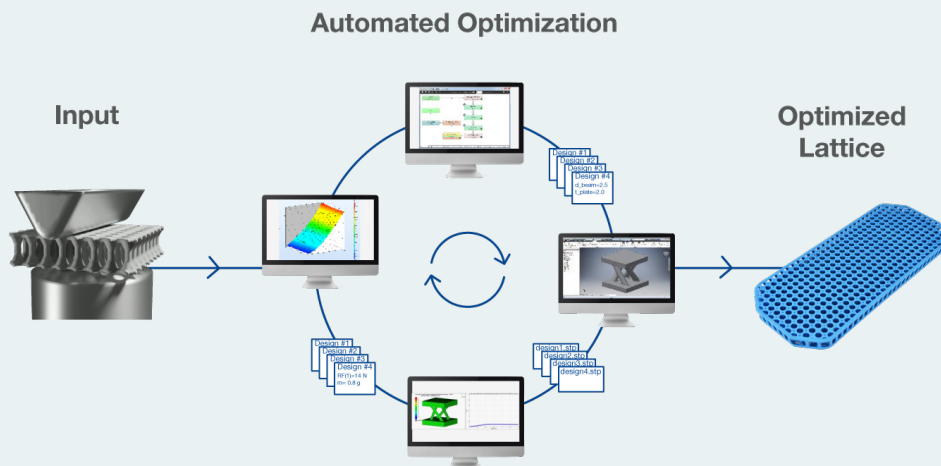 Automated Optimization
Input
Optimized
Lattice
Design #1
Design #2
Design #3
Design #4
d_beam=2.5
t_plate=2.0
Design #1
Design #2
Design #3
Design #4
RF(1)=14 N
m= 0.8 g
design1.stp
design2.stp
design3.stp
design4.stp